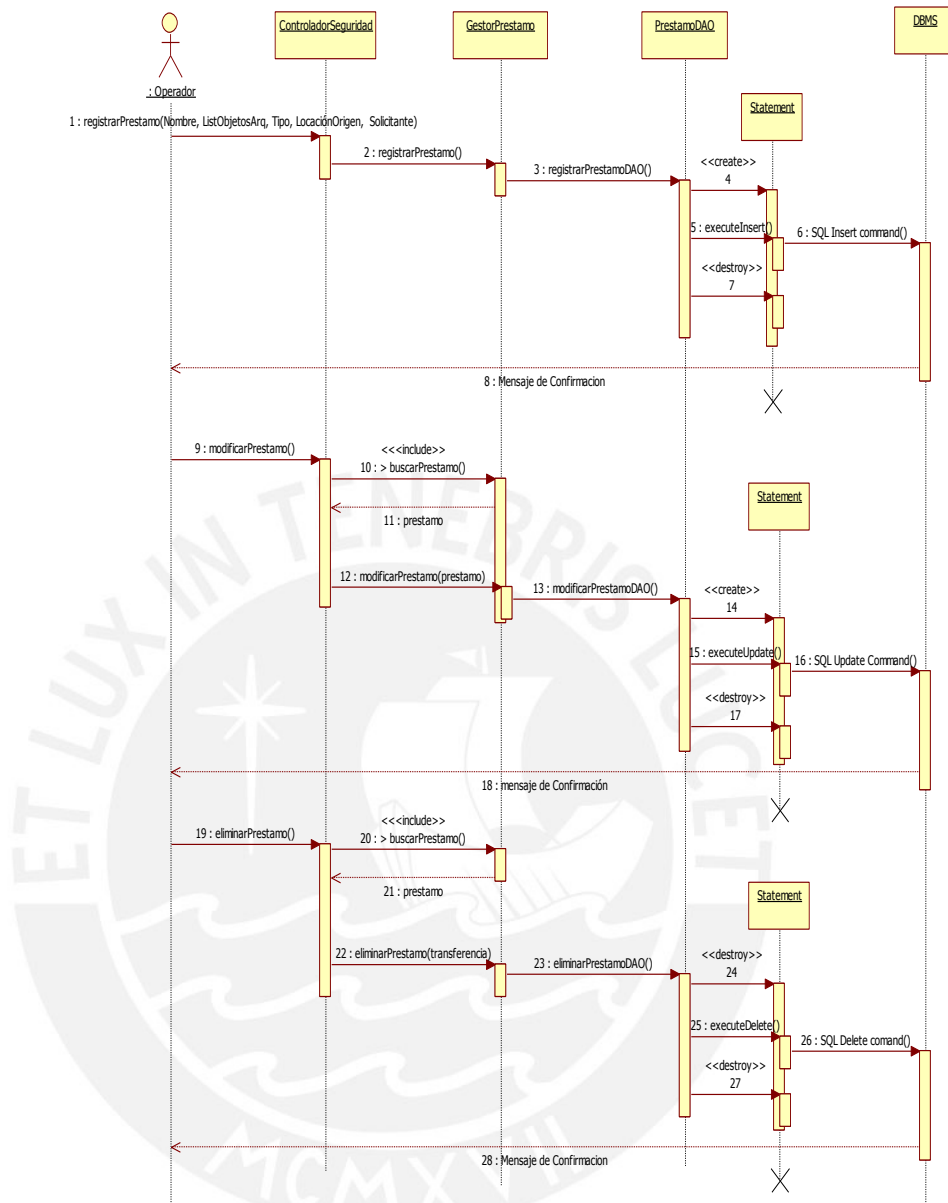 ControladorSeguridad
GestorPrestamo
PrestamoDAO
DBMS
: Operador
Statement
1 : registrarPrestamo(Nombre, ListObjetosArq, Tipo, LocaciónOrigen, Solicitante)
2 : registrarPrestamo()
3 : registrarPrestamoDAO()
<<create>>
4
5 : executeInsert()
6 : SQL Insert command()
<<destroy>>
7
8 : Mensaje de Confirmacion
9 : modificarPrestamo()
<<<include>>
10 : > buscarPrestamo()
11 : prestamo
Statement
12 : modificarPrestamo(prestamo)
13 : modificarPrestamoDAO()
<<create>>
14
15 : executeUpdate()
16 : SQL Update Command()
<<destroy>>
17
18 : mensaje de Confirmación
19 : eliminarPrestamo()
<<<include>>
20 : > buscarPrestamo()
21 : prestamo
Statement
22 : eliminarPrestamo(transferencia)
23 : eliminarPrestamoDAO()
<<destroy>>
24
25 : executeDelete()
26 : SQL Delete comand()
<<destroy>>
27
28 : Mensaje de Confirmacion
ET LUX IN TENEBRIS LUCET
MCMXVII